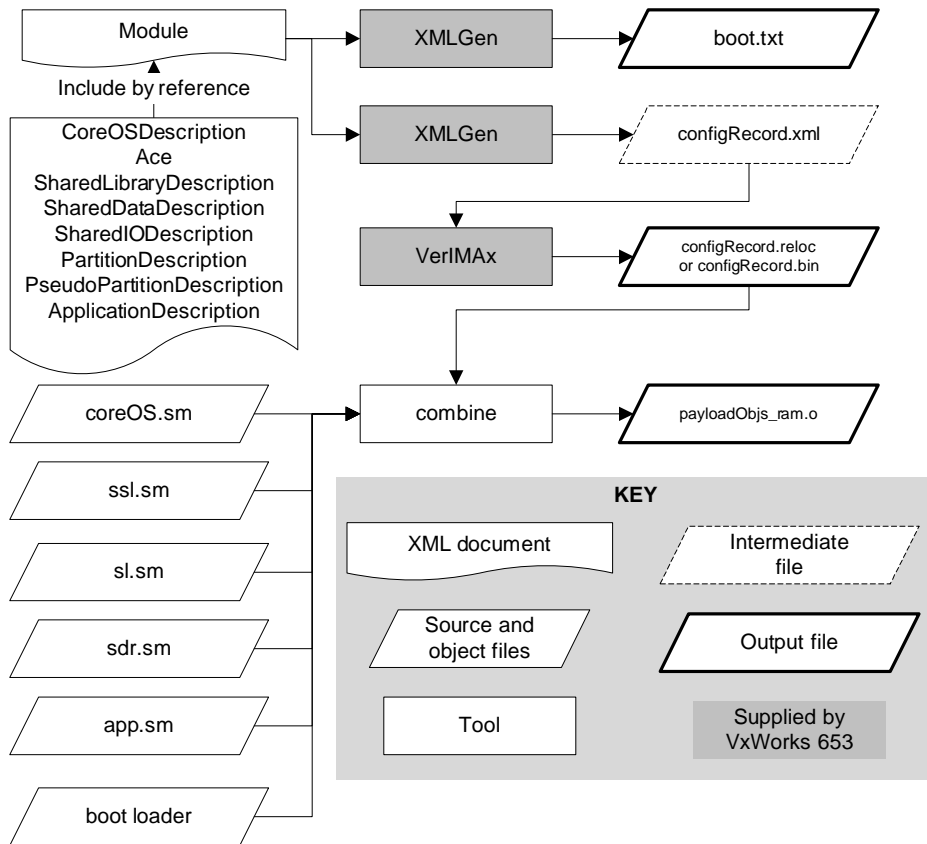 Module
XMLGen
boot.txt
Include by reference
CoreOSDescription
Ace
SharedLibraryDescription
SharedDataDescription
SharedIODescription
PartitionDescription
PseudoPartitionDescription
ApplicationDescription
XMLGen
configRecord.xml
VerIMAx
configRecord.reloc
or configRecord.bin
coreOS.sm
combine
payloadObjs_ram.o
ssl.sm
sl.sm
sdr.sm
app.sm
boot loader
KEY
XML document
Intermediate
file
Source and
object files
Output file
Tool
Supplied by
VxWorks 653